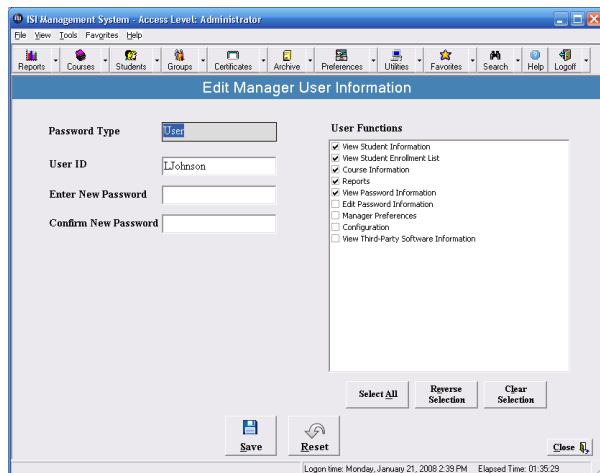 ISI Management System - Access Level: Administrator
File View Tools Favorites Help
Reports Courses Students Groups Certificates Archive Preferences Utilities Favorites Search Help Logoff
Edit Manager User Information
Password Type User
User ID LJohnson
Enter New Password
Confirm New Password
User Functions
View Student Information
View Student Enrollment List
Course Information
Reports
View Password Information
Edit Password Information
Manager Preferences
Configuration
View Third-Party Software Information
Select All Reverse Selection Clear Selection
Save Reset Close
Logon time: Monday, January 21, 2008 2:39 PM Elapsed Time: 01:35:29